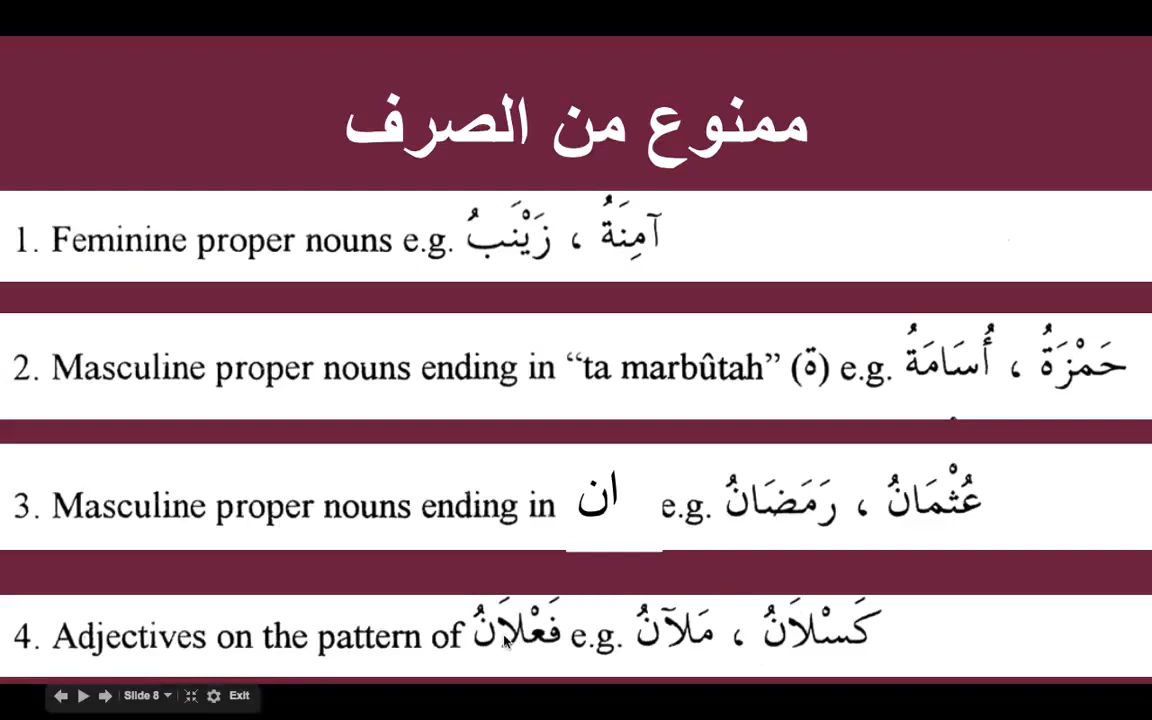 ممنوع من الصرف
1. Feminine proper nouns e.g. آمِنَةُ ، زَيْنَبُ
2. Masculine proper nouns ending in “ta marbûtah” (ة) e.g. حَمْزَةُ ، أُسَامَةُ
3. Masculine proper nouns ending in ان e.g. عُثْمَانُ ، رَمَضَانُ
4. Adjectives on the pattern of فَعْلَانُ e.g. كَسْلَانُ ، مَلآنُ
Slide 8 Exit